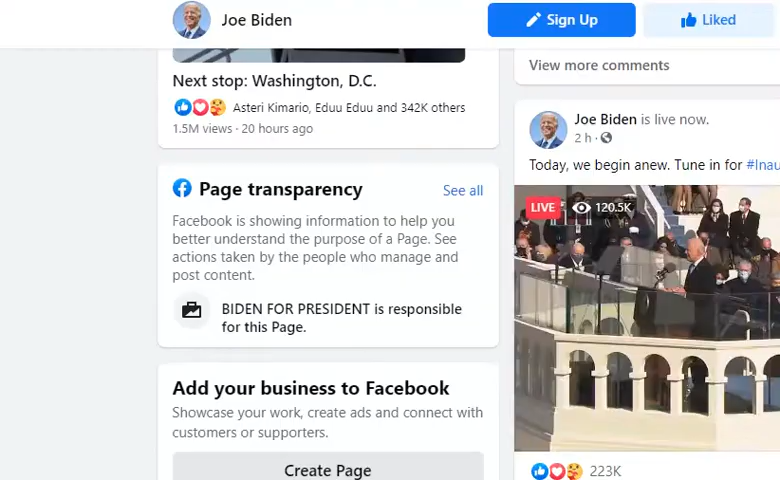 Joe Biden
Sign Up
Liked
Next stop: Washington, D.C.
Asteri Kimario, Eduu Eduu and 342K others
1.5M views · 20 hours ago
Page transparency
See all
Facebook is showing information to help you
better understand the purpose of a Page. See
actions taken by the people who manage and
post content.
BIDEN FOR PRESIDENT is responsible
for this Page.
Add your business to Facebook
Showcase your work, create ads and connect with
customers or supporters.
Create Page
View more comments
Joe Biden is live now.
2 h ·
Today, we begin anew. Tune in for #Inau
LIVE
120.5K
223K